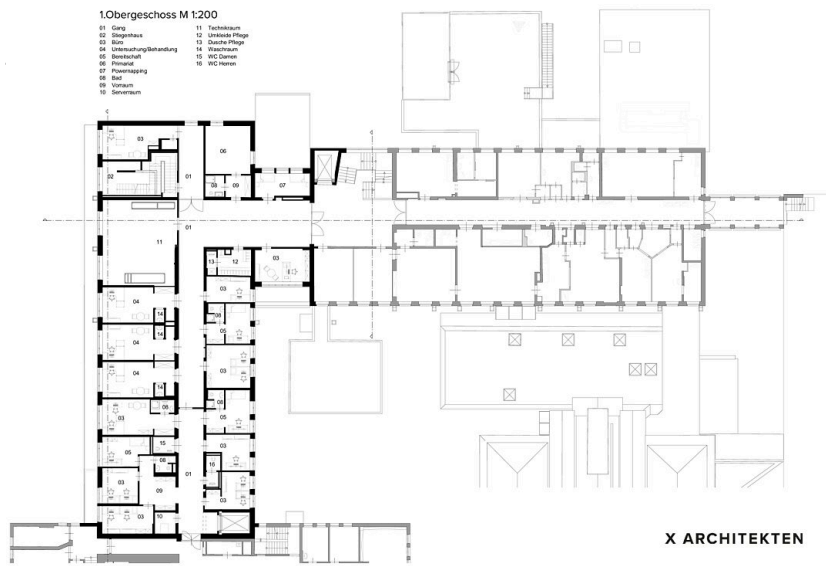 1.Obergeschoss M 1:200
01 Gang
02 Stiegenhaus
03 Büro
04 Untersuchung/Behandlung
05 Bereitschaft
06 Primariat
07 Powernapping
08 Bad
09 Vorraum
10 Serverraum
11 Technikraum
12 Umkleide Pflege
13 Dusche Pflege
14 Waschraum
15 WC Damen
16 WC Herren
03
06
02
01
08 09
07
01
11
13 12
03
03
04
14
08
05
14
04
03
04
14
08
08
05
03
15
03
05
08
16
01
03
09
03
03
10
X ARCHITEKTEN